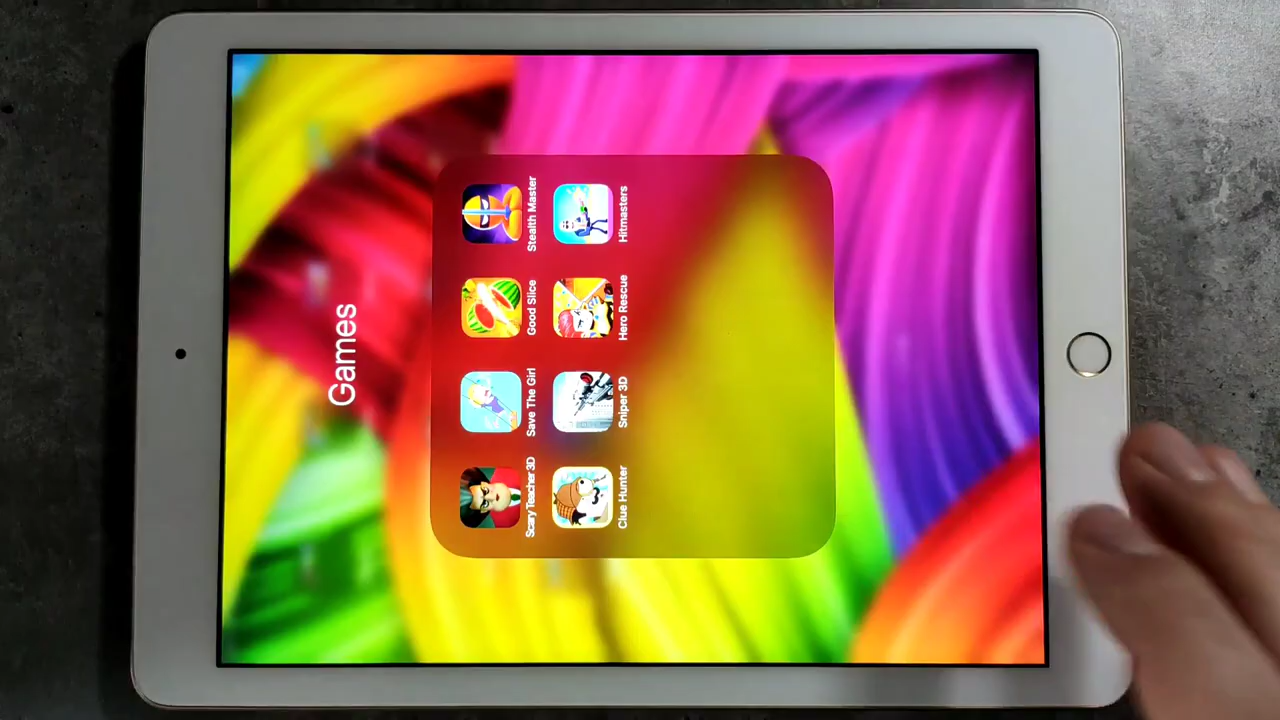 Games
Scary Teacher 3D
Save The Girl
Good Slice
Stealth Master
Clue Hunter
Sniper 3D
Hero Rescue
Hitmasters